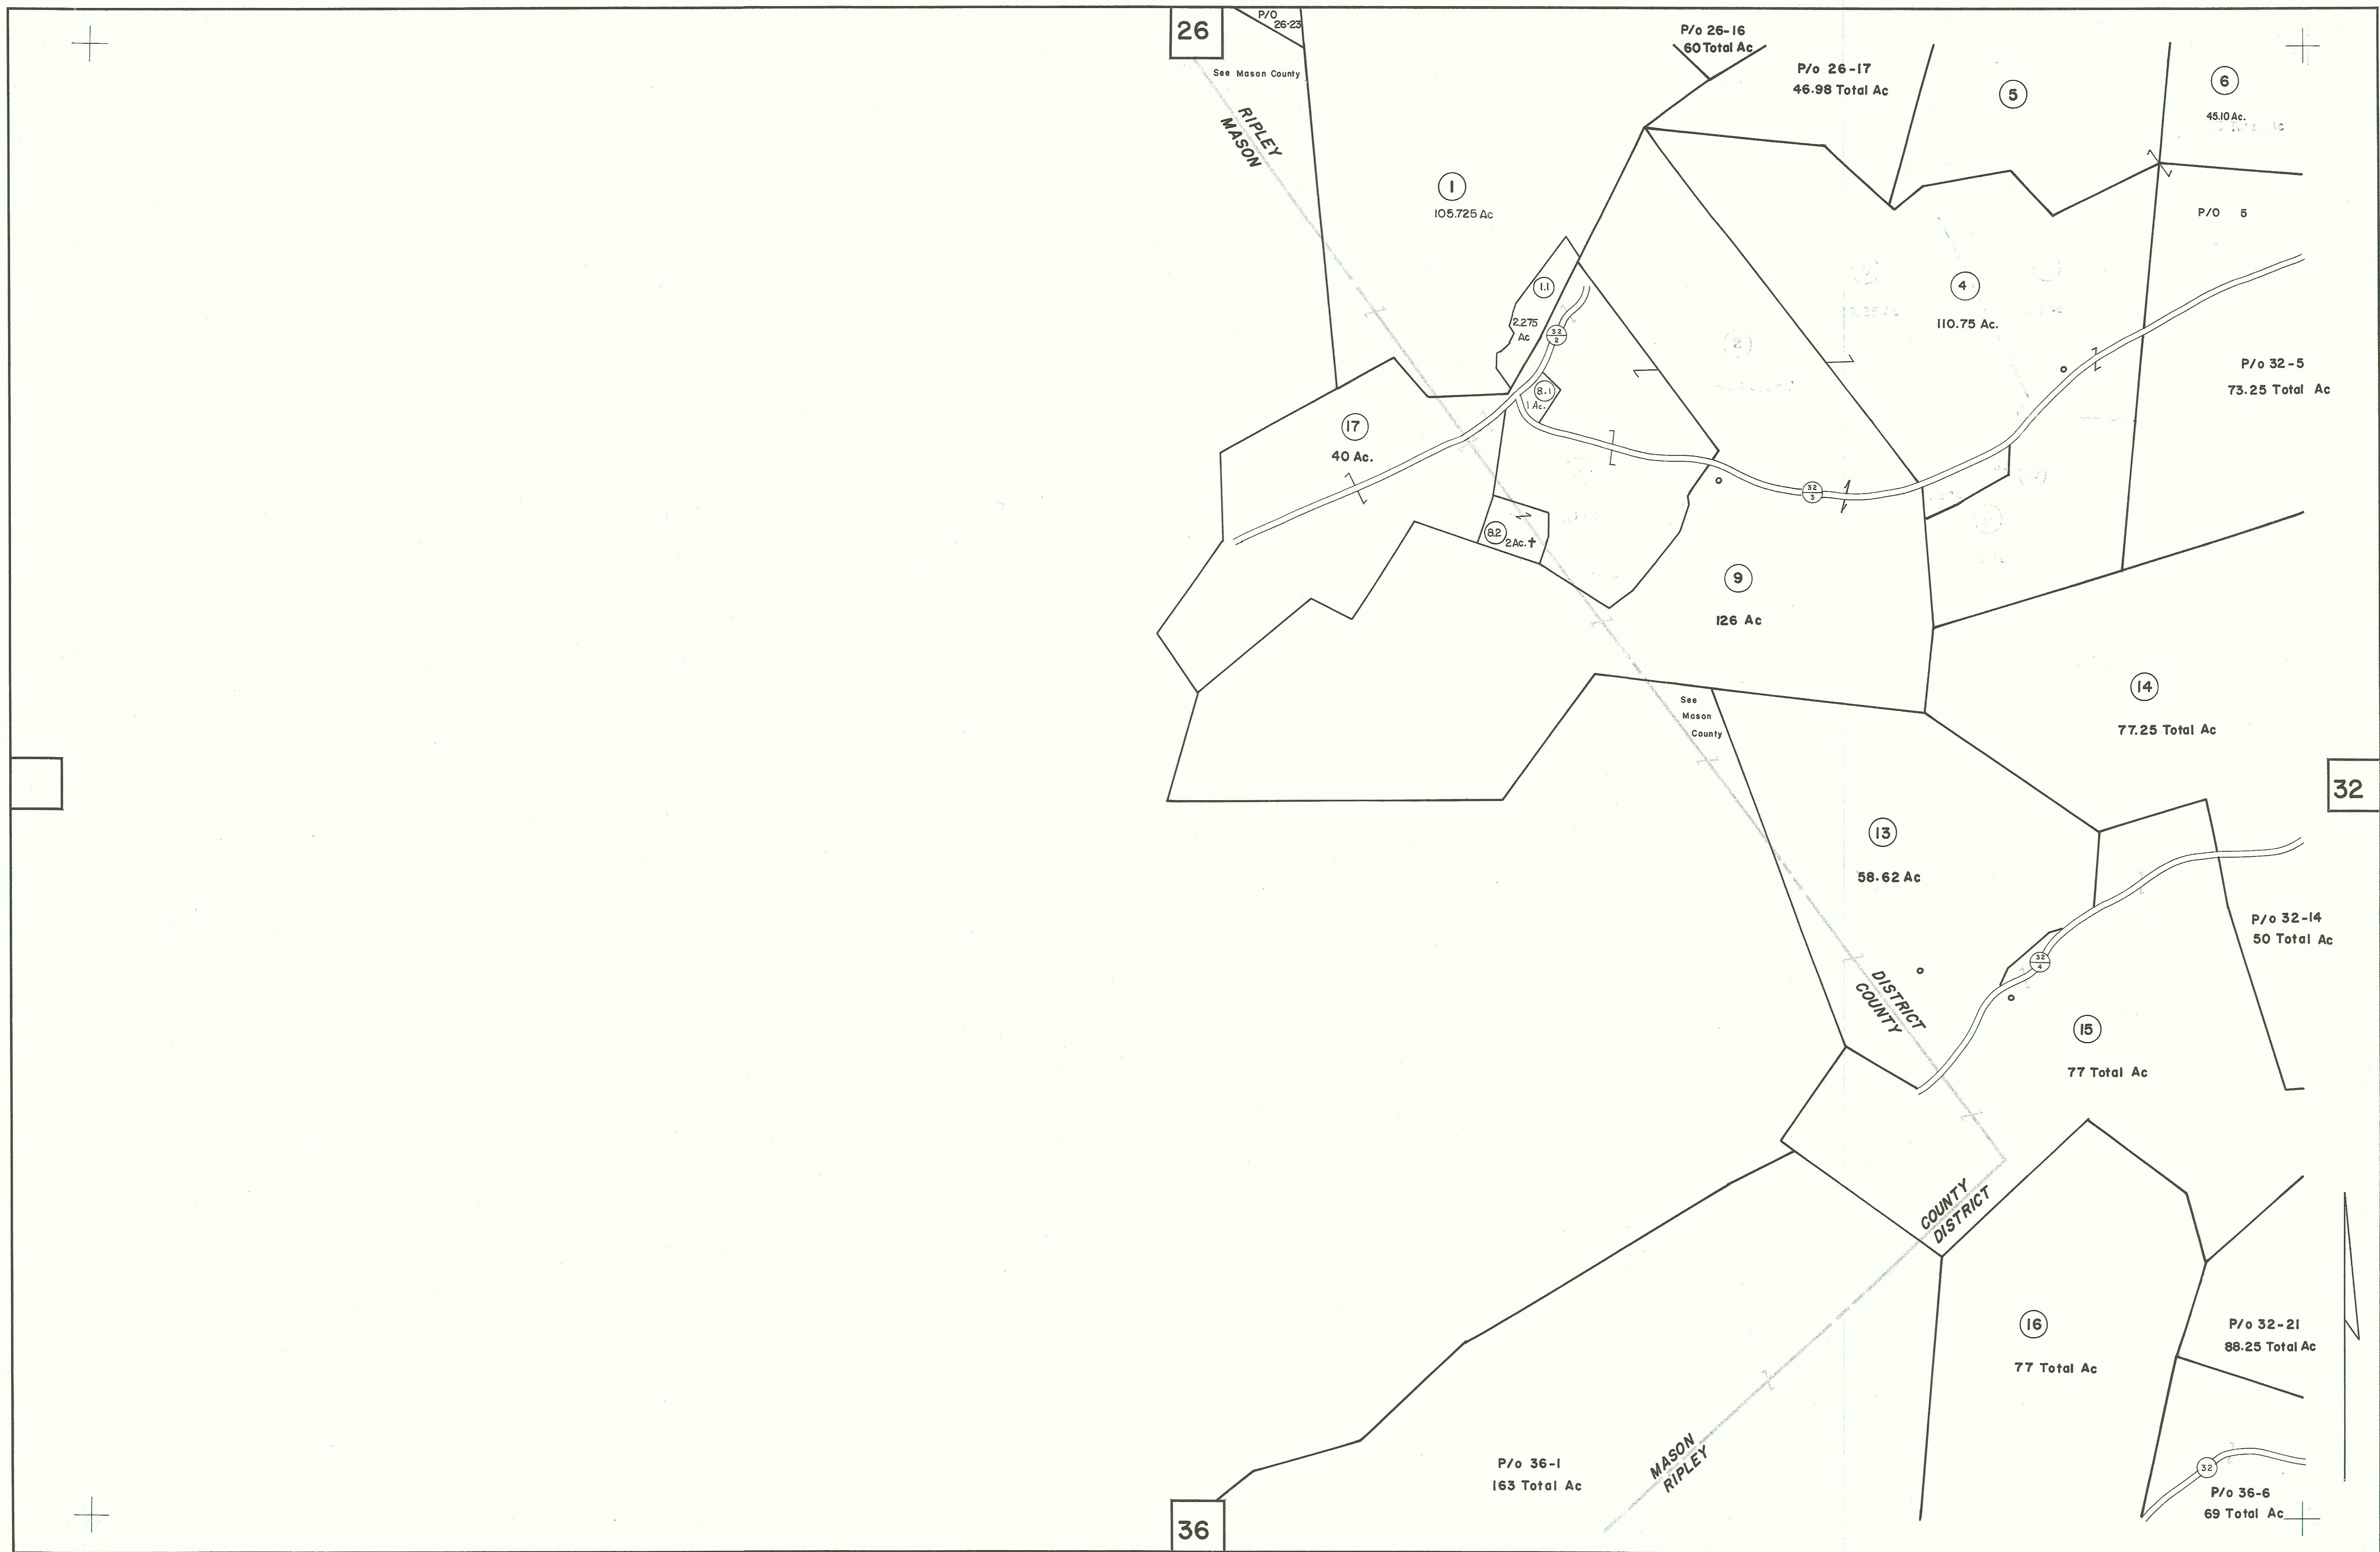 26
P/O
26-23
See Mason County
RIPLEY
MASON
P/o 26-16
60 Total Ac
P/o 26-17
46.98 Total Ac
5
6
45.10 Ac.
1
105.725 Ac
P/O 5
1.1
2.275
Ac
32
2
4
110.75 Ac.
P/o 32-5
73.25 Total Ac
8.1
1 Ac.
17
40 Ac.
32
3
8.2
2 Ac. ✝
9
126 Ac
14
77.25 Total Ac
See
Mason
County
32
13
58.62 Ac
P/o 32-14
50 Total Ac
32
4
DISTRICT
COUNTY
15
77 Total Ac
COUNTY
DISTRICT
16
77 Total Ac
P/o 32-21
88.25 Total Ac
MASON
RIPLEY
P/o 36-1
163 Total Ac
32
P/o 36-6
69 Total Ac
36